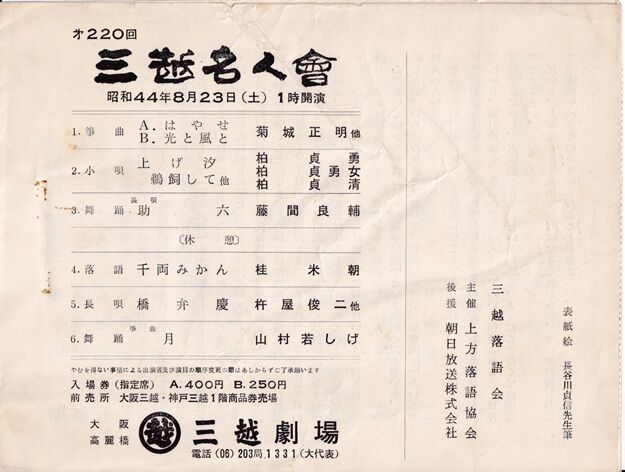 才220回
三越名人會
昭和44年8月23日(土) 1時開演
1. 箏曲 A.はやせ B.光と風と 菊城正明他
2. 小唄 上げ汐 鵜飼して他 柏貞勇 柏貞勇女 柏貞清
3. 舞踊 長唄 助六 藤間良輔
〔休憩〕
4. 落語 千両みかん 桂米朝
5. 長唄 橋弁慶 杵屋俊二他
6. 舞踊 箏曲 月 山村若しげ
やむを得ない事情による出演者及び演目の順序変更の節はあしからずご了承願います
入場券(指定席) A.400円 B.250円
前売所 大阪三越・神戸三越1階商品券売場
大阪高麗橋 越 三越劇場
電話(06)203局1331(大代表)
表紙絵 長谷川貞信先生筆
三越落語会
主催 上方落語協会
後援 朝日放送株式会社